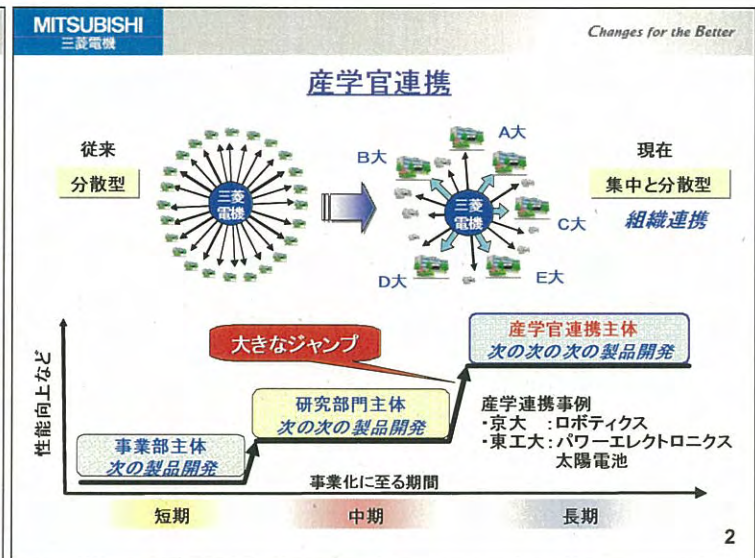 MITSUBISHI
三菱電機
Changes for the Better
産学官連携
従来
分散型
三菱
電機
A大
B大
三菱
電機
C大
D大
E大
現在
集中と分散型
組織連携
性能向上など
大きなジャンプ
産学官連携主体
次の次の次の製品開発
研究部門主体
次の次の製品開発
事業部主体
次の製品開発
産学連携事例
・京大 :ロボティクス
・東工大:パワーエレクトロニクス
太陽電池
事業化に至る期間
短期
中期
長期
2